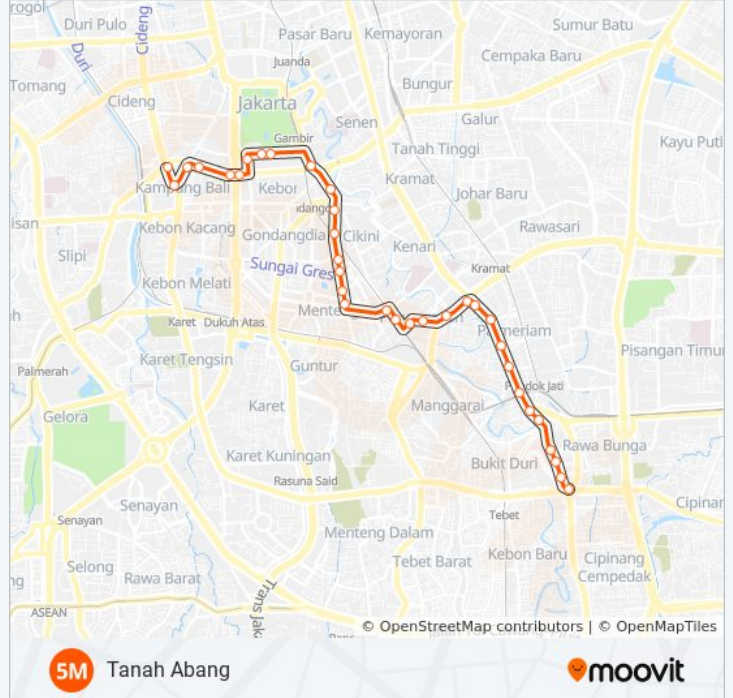 rogol
Duri Pulo
Cideng
Pasar Baru
Kemayoran
Sumur Batu
Duri
Juanda
Cempaka Baru
Tomang
Bungur
Cideng
Jakarta
Senen
Galur
Gambir
Tanah Tinggi
Kayu Puti
Kampung Bali
Kebon
Kramat
Johar Baru
isan
Kebon Kacang
Gondangdia
Cikini
Rawasari
Slipi
Kenari
Sungai Gres
Kramat
Kebon Melati
Mente
Karet
Dukuh Atas
Palmeriam
Karet Tengsin
Guntur
Pisangan Timu
Palmerah
Pondok Jati
Gelora
Karet
Manggarai
Rawa Bunga
Karet Kuningan
Bukit Duri
Rasuna Said
Senayan
Cipinan
Senayan
Tebet
Menteng Dalam
Kebon Baru
Selong
Tebet Barat
Cipinang
Cempedak
Rawa Barat
ASEAN
Trans Jak
© OpenStreetMap contributors | © OpenMapTiles
5M
Tanah Abang
moovit